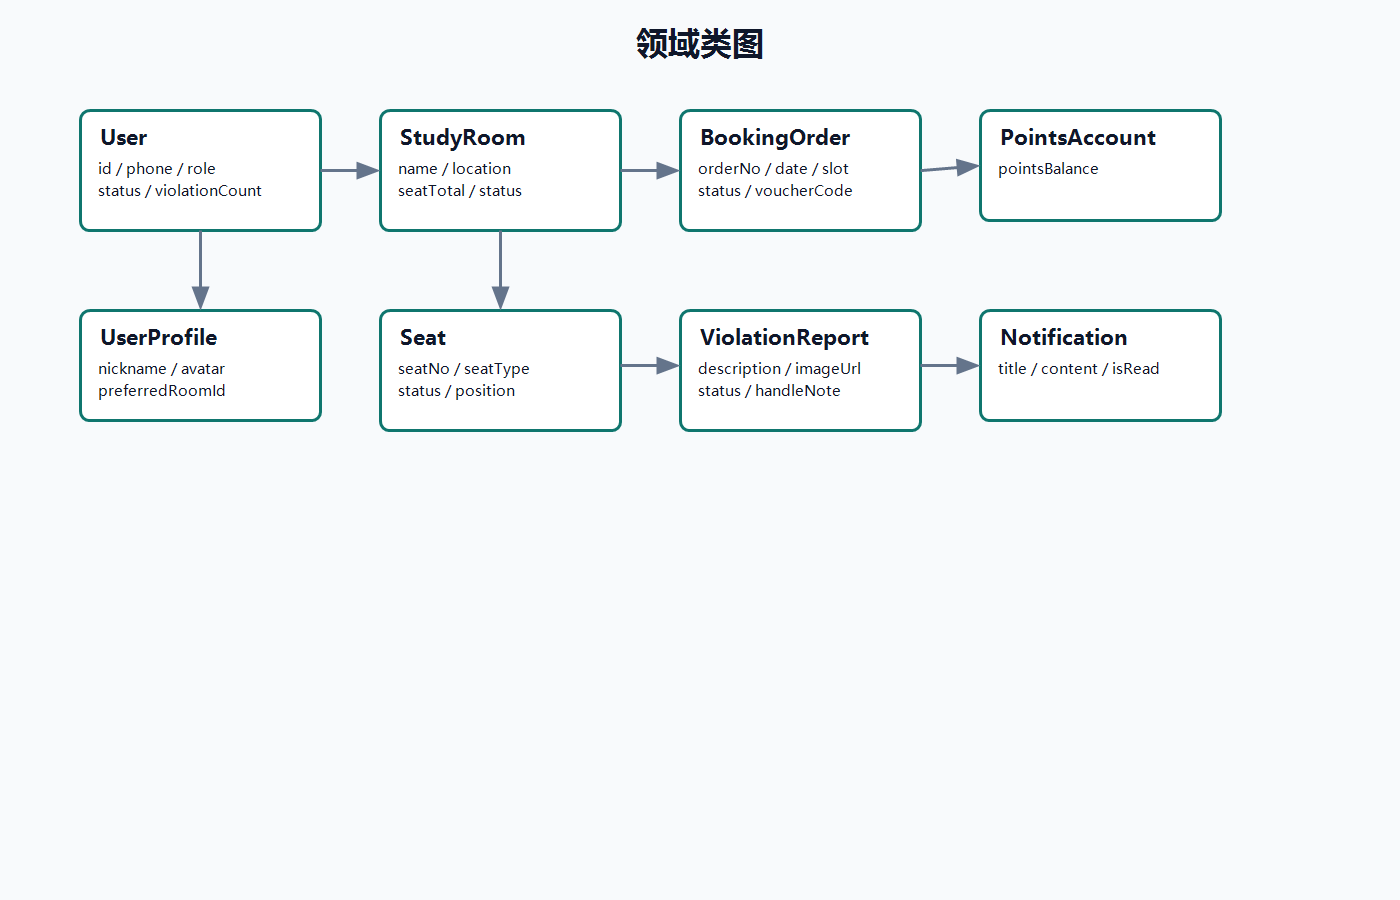 领域类图
User
id / phone / role
status / violationCount
StudyRoom
name / location
seatTotal / status
BookingOrder
orderNo / date / slot
status / voucherCode
PointsAccount
pointsBalance
UserProfile
nickname / avatar
preferredRoomId
Seat
seatNo / seatType
status / position
ViolationReport
description / imageUrl
status / handleNote
Notification
title / content / isRead